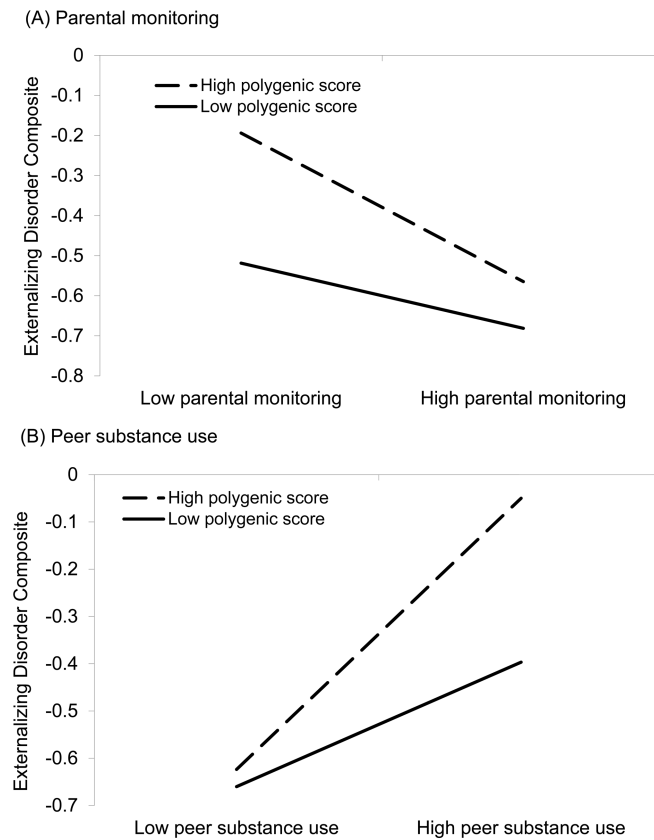 (A) Parental monitoring
0
-0.1
-0.2
-0.3
-0.4
-0.5
-0.6
-0.7
-0.8
Externalizing Disorder Composite
High polygenic score
Low polygenic score
Low parental monitoring
High parental monitoring
(B) Peer substance use
0
-0.1
-0.2
-0.3
-0.4
-0.5
-0.6
-0.7
Externalizing Disorder Composite
High polygenic score
Low polygenic score
Low peer substance use
High peer substance use